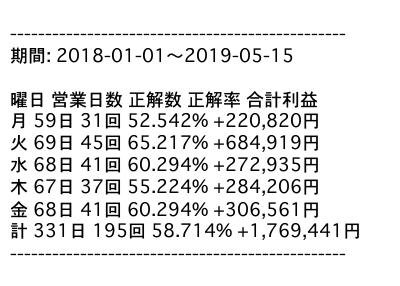 ------------------------------------------------
期間: 2018-01-01〜2019-05-15
曜日 営業日数 正解数 正解率 合計利益
月 59日 31回 52.542% +220,820円
火 69日 45回 65.217% +684,919円
水 68日 41回 60.294% +272,935円
木 67日 37回 55.224% +284,206円
金 68日 41回 60.294% +306,561円
計 331日 195回 58.714% +1,769,441円
------------------------------------------------